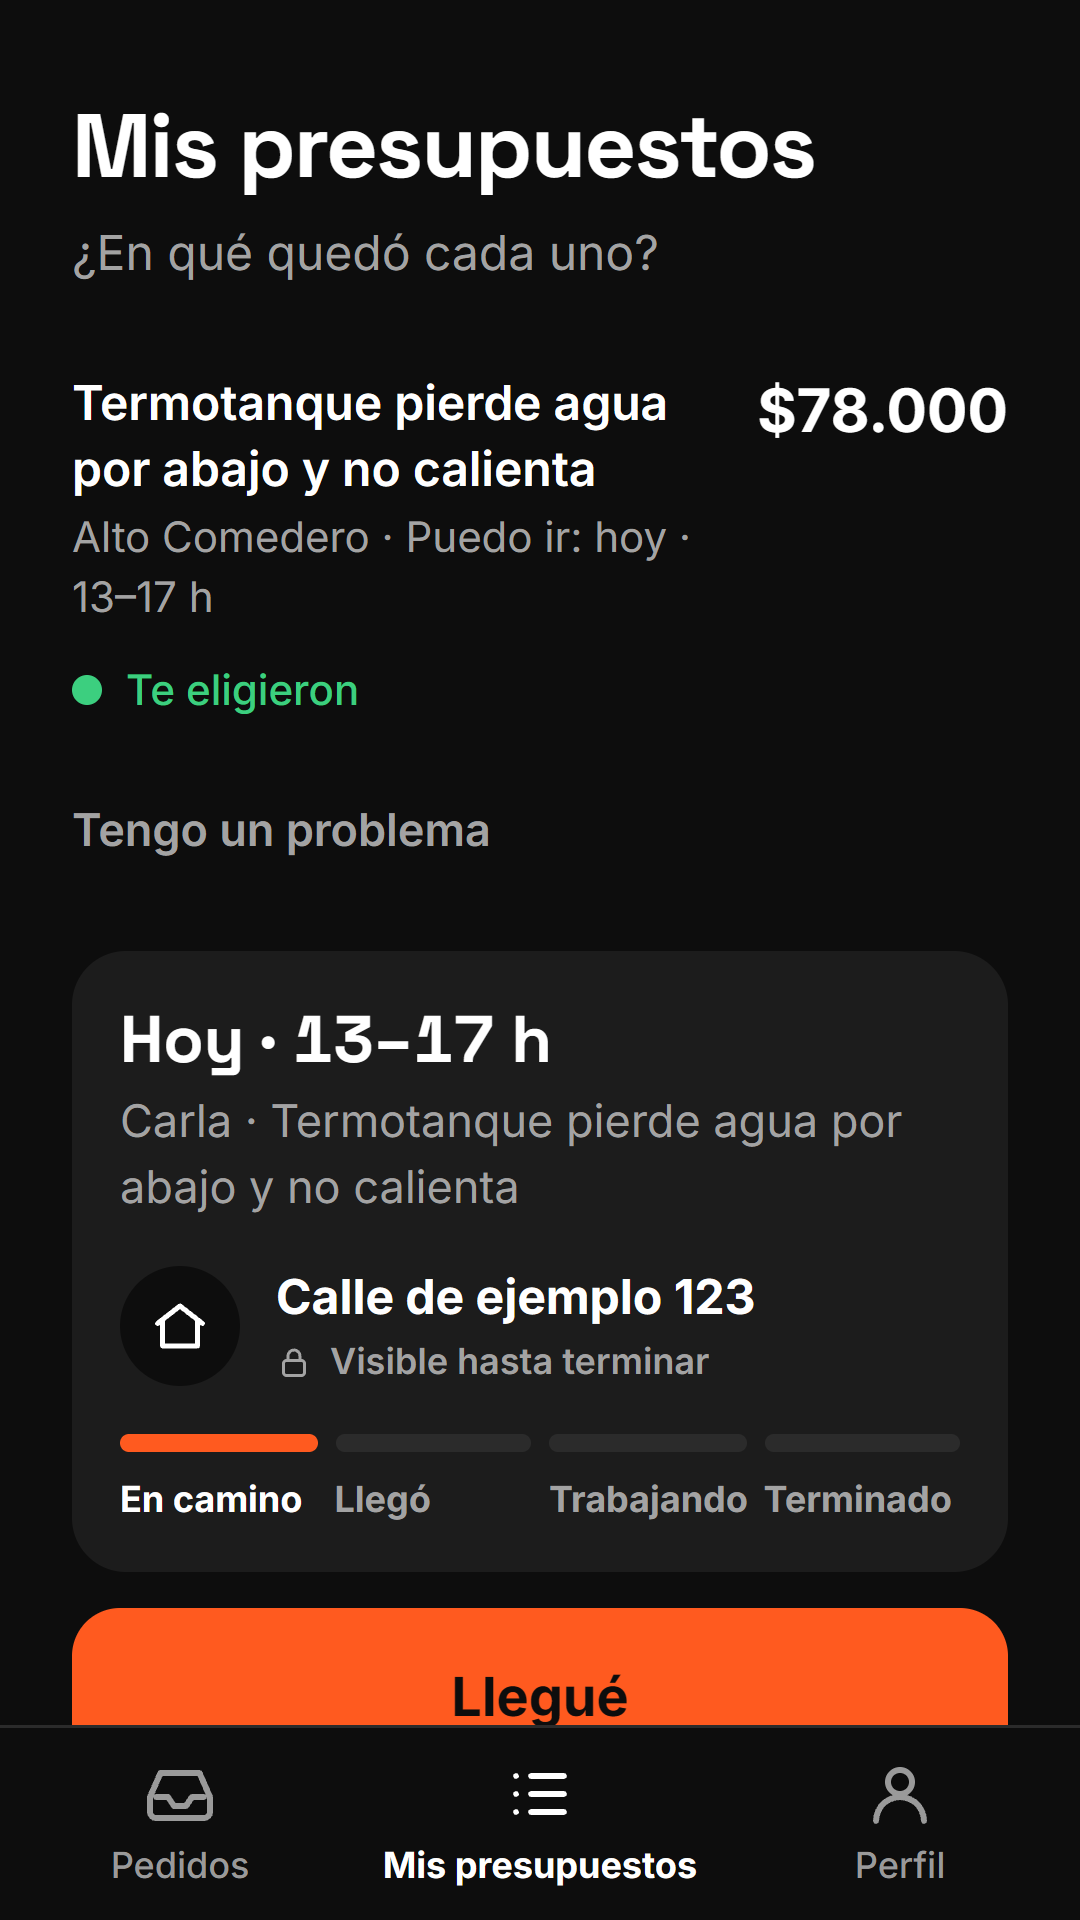 Mis presupuestos
¿En qué quedó cada uno?
Termotanque pierde agua
por abajo y no calienta
$78.000
Alto Comedero · Puedo ir: hoy ·
13–17 h
Te eligieron
Tengo un problema
Hoy · 13–17 h
Carla · Termotanque pierde agua por
abajo y no calienta
Calle de ejemplo 123
Visible hasta terminar
En camino Llegó Trabajando Terminado
Llegué
Pedidos Mis presupuestos Perfil